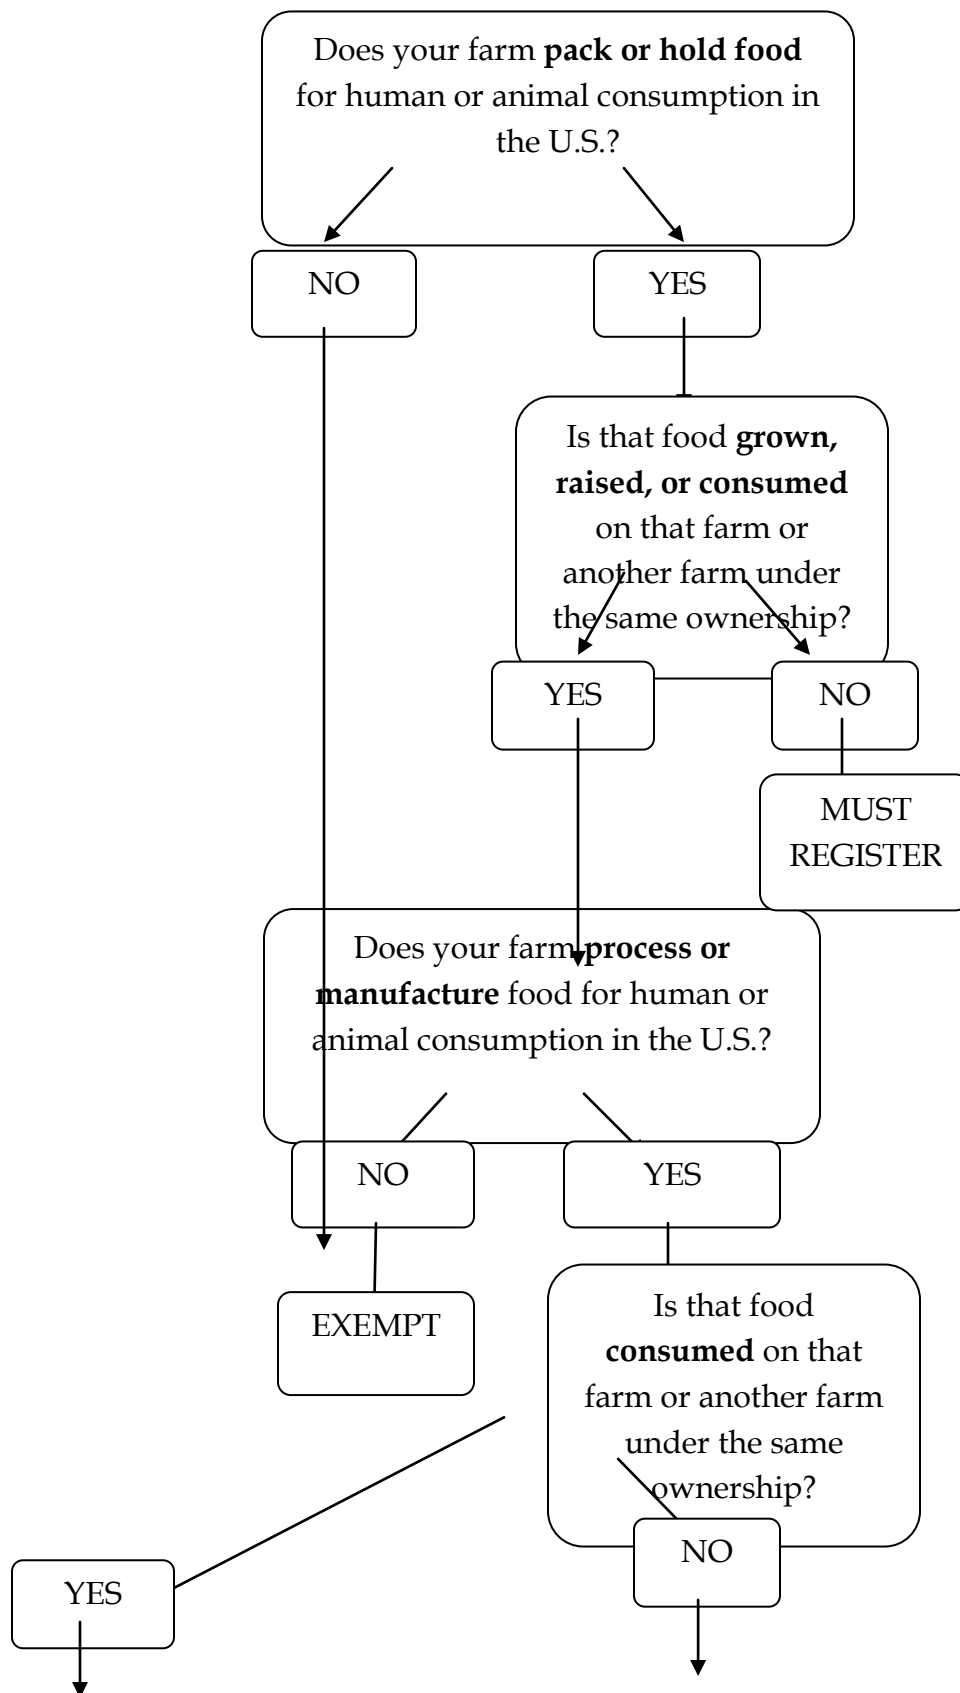 Does your farm pack or hold food
for human or animal consumption in
the U.S.?
NO
YES
Is that food grown,
raised, or consumed
on that farm or
another farm under
the same ownership?
YES
NO
MUST
REGISTER
Does your farm process or
manufacture food for human or
animal consumption in the U.S.?
NO
YES
EXEMPT
Is that food
consumed on that
farm or another farm
under the same
ownership?
NO
YES